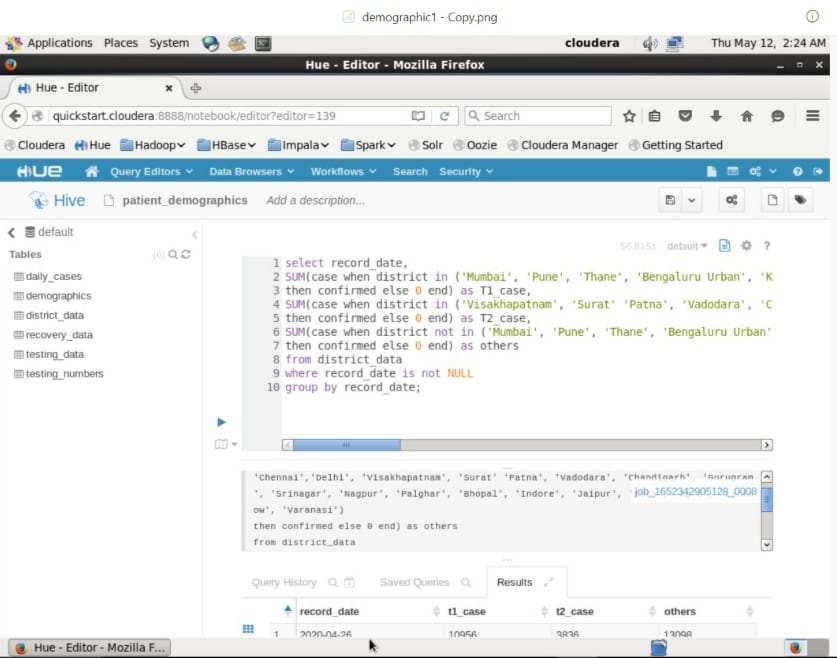 demographic1 - Copy.png
Applications Places System cloudera Thu May 12, 2:24 AM
Hue - Editor - Mozilla Firefox
Hue - Editor
quickstart.cloudera:8888/notebook/editor?editor=139 Search
Cloudera Hue Hadoop HBase Impala Spark Solr Oozie Cloudera Manager Getting Started
HUE Query Editors Data Browsers Workflows Search Security
Hive patient_demographics Add a description...
default
Tables (6)
daily_cases
demographics
district_data
recovery_data
testing_data
testing_numbers
56.815s default ?
1 select record_date,
2 SUM(case when district in ('Mumbai', 'Pune', 'Thane', 'Bengaluru Urban', 'K
3 then confirmed else 0 end) as T1_case,
4 SUM(case when district in ('Visakhapatnam', 'Surat' 'Patna', 'Vadodara', 'C
5 then confirmed else 0 end) as T2_case,
6 SUM(case when district not in ('Mumbai', 'Pune', 'Thane', 'Bengaluru Urban'
7 then confirmed else 0 end) as others
8 from district_data
9 where record_date is not NULL
10 group by record_date;
'Chennai','Delhi', 'Visakhapatnam', 'Surat' 'Patna', 'Vadodara', 'Chandigarh', 'Gurugram
', 'Srinagar', 'Nagpur', 'Palghar', 'Bhopal', 'Indore', 'Jaipur', job_1652342905128_0008
ow', 'Varanasi')
then confirmed else 0 end) as others
from district_data
Query History Saved Queries Results
record_date t1_case t2_case others
1 2020-04-26 10956 3836 13098
Hue - Editor - Mozilla F...